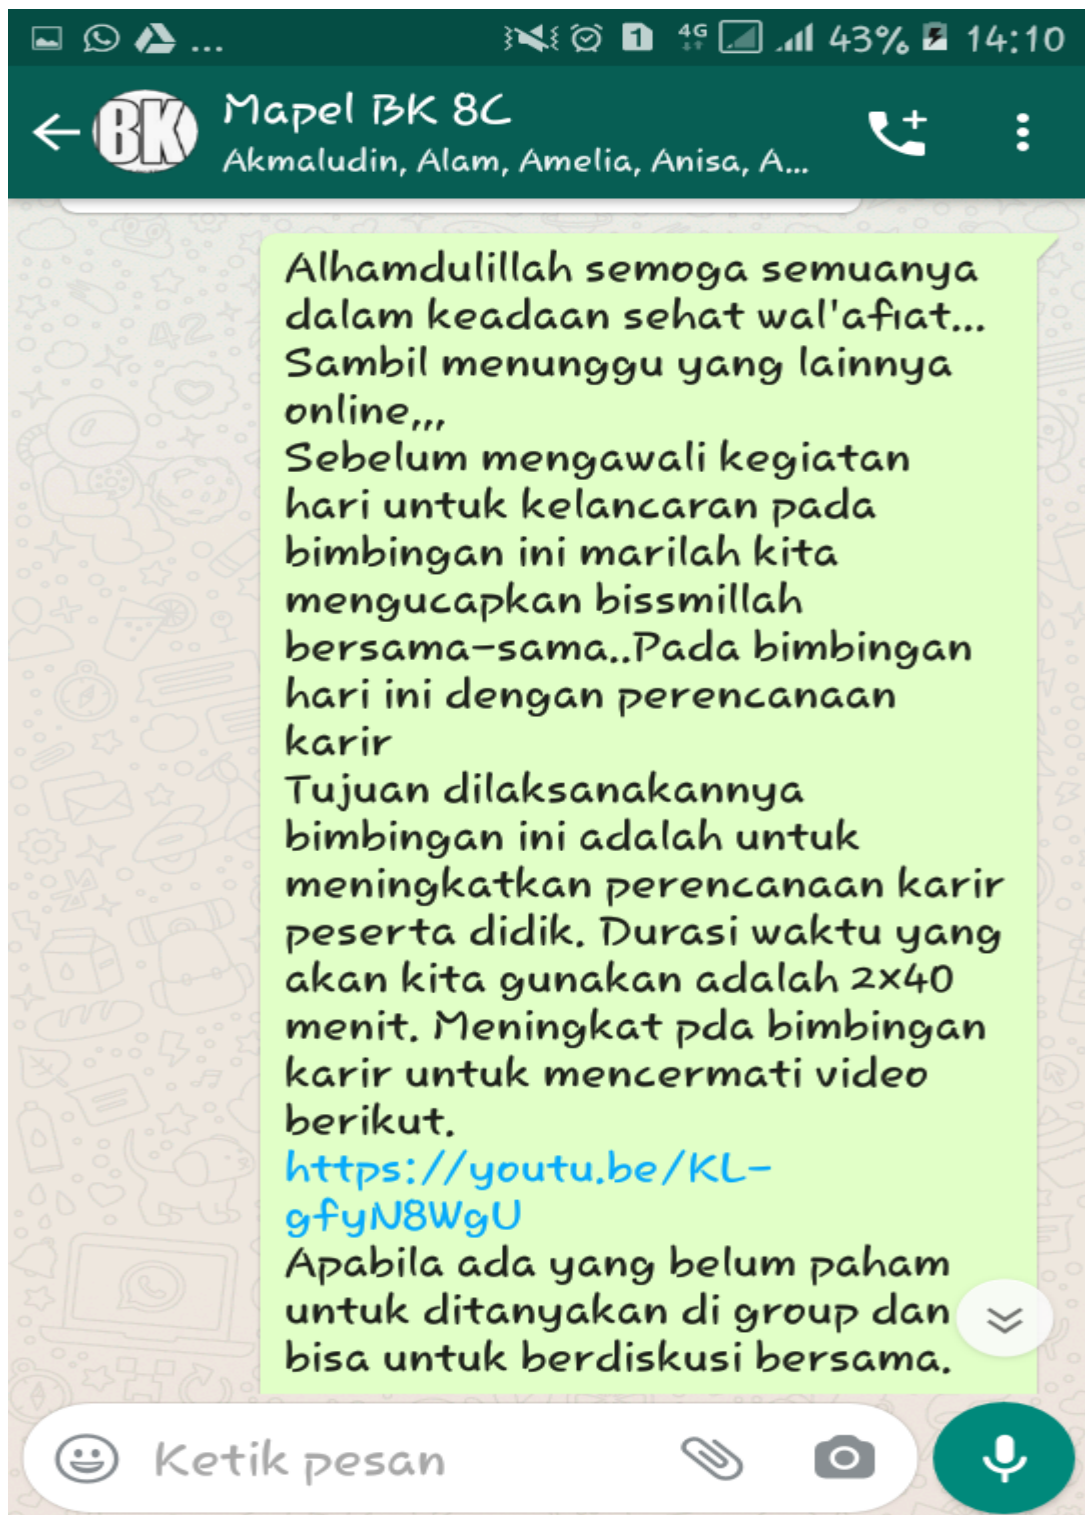 ... 1 4G 43% 14:10
BK
Mapel BK 8C
Akmaludin, Alam, Amelia, Anisa, A...
Alhamdulillah semoga semuanya
dalam keadaan sehat wal'afiat...
Sambil menunggu yang lainnya
online,,,
Sebelum mengawali kegiatan
hari untuk kelancaran pada
bimbingan ini marilah kita
mengucapkan bissmillah
bersama-sama..Pada bimbingan
hari ini dengan perencanaan
karir
Tujuan dilaksanakannya
bimbingan ini adalah untuk
meningkatkan perencanaan karir
peserta didik. Durasi waktu yang
akan kita gunakan adalah 2x40
menit. Meningkat pda bimbingan
karir untuk mencermati video
berikut.
https://youtu.be/KL-
gfyN8WgU
Apabila ada yang belum paham
untuk ditanyakan di group dan
bisa untuk berdiskusi bersama.
Ketik pesan